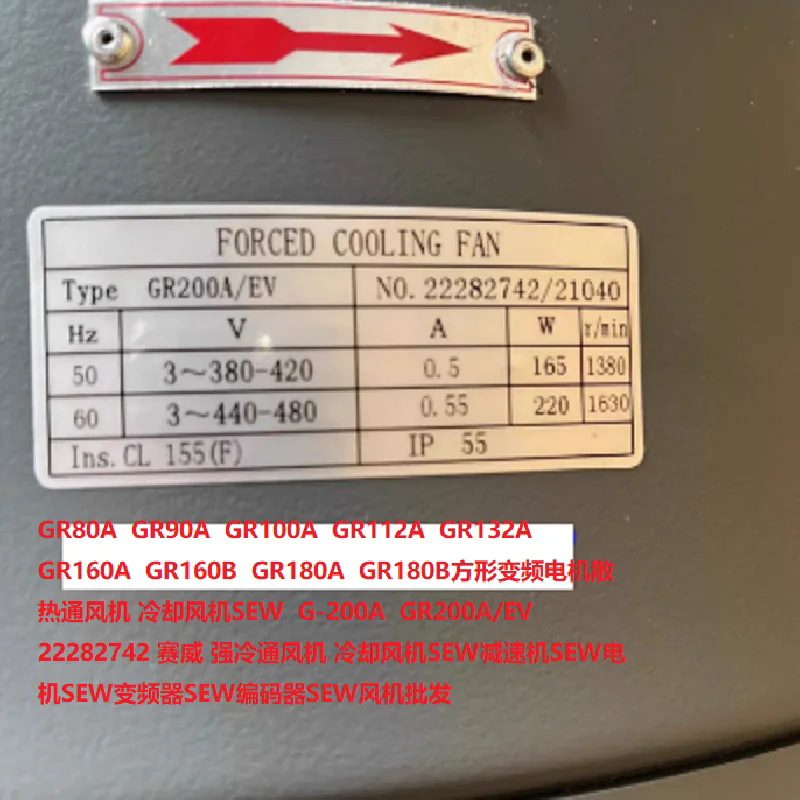 FORCED COOLING FAN
Type GR200A/EV NO. 22282742/21040
Hz V A W r/min
50 3～380-420 0.5 165 1380
60 3～440-480 0.55 220 1630
Ins. CL 155(F) IP 55
GR80A GR90A GR100A GR112A GR132A
GR160A GR160B GR180A GR180B方形变频电机散
热通风机 冷却风机SEW G-200A GR200A/EV
22282742 赛威 强冷通风机 冷却风机SEW减速机SEW电
机SEW变频器SEW编码器SEW风机批发